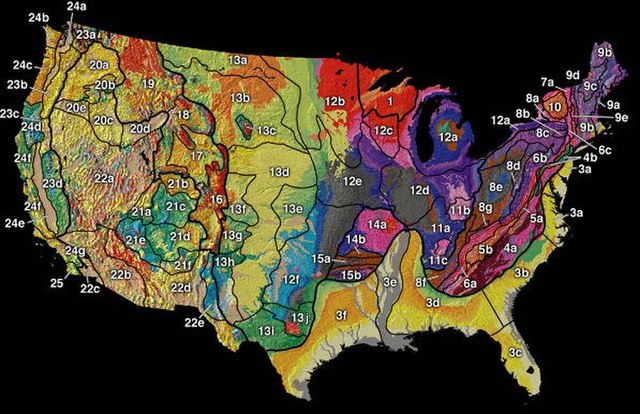 24a
24b
23a
9b
24c
20a
13a
9d
19
7a
9c
23b
20b
13b
12b
1
8a
10
9a
20e
8b
9e
23c
20c
18
12a
24d
20d
13c
12c
12a
8c
9b
6c
24f
17
6b
4b
8d
3a
22a
13d
12e
12d
23d
21b
8e
16
11b
24f
21a
21c
13f
13e
8g
5a
3a
14a
11a
24e
21e
21d
13g
14b
5b
4a
24g
21f
13h
15a
11c
22b
12f
15b
3e
8f
6a
3b
25
22c
22d
3d
22e
13j
3f
13i
3c